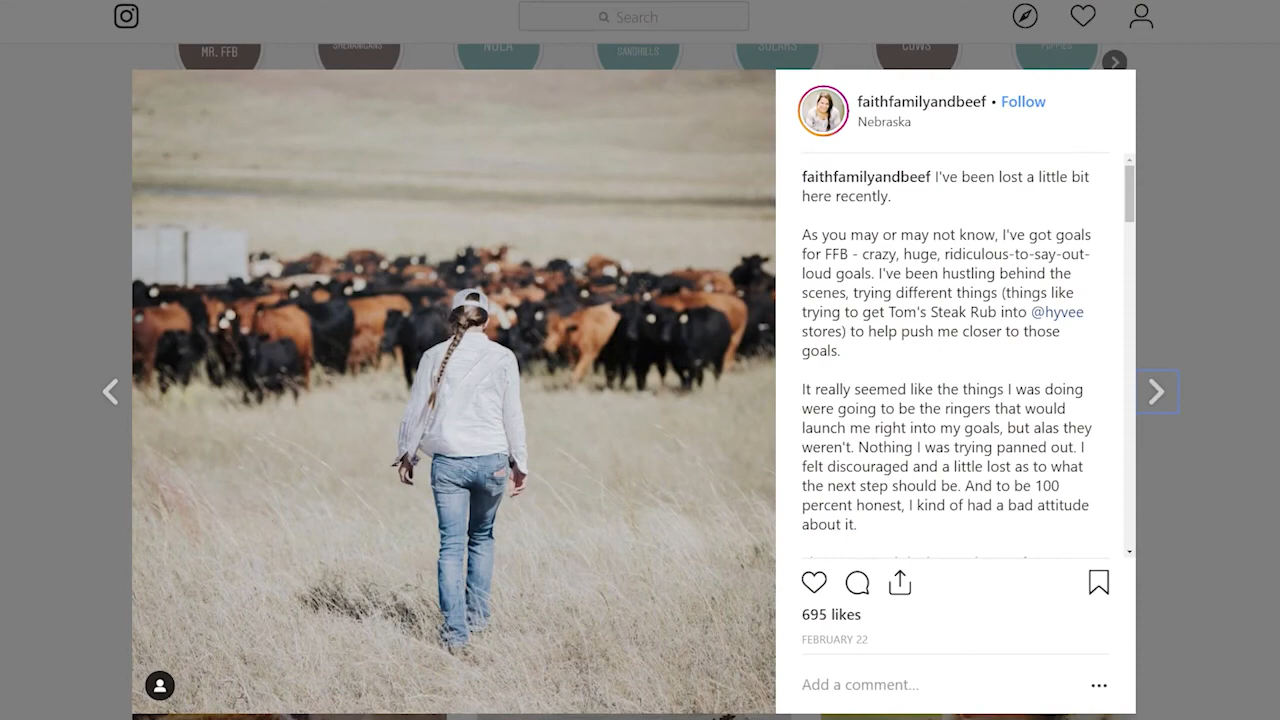 Search
MR. FFB
SHENANIGANS
NOLA
SANDHILLS
SOLARS
COWS
PUPPIES
faithfamilyandbeef • Follow
Nebraska
faithfamilyandbeef I've been lost a little bit
here recently.
As you may or may not know, I've got goals
for FFB - crazy, huge, ridiculous-to-say-out-
loud goals. I've been hustling behind the
scenes, trying different things (things like
trying to get Tom's Steak Rub into @hyvee
stores) to help push me closer to those
goals.
It really seemed like the things I was doing
were going to be the ringers that would
launch me right into my goals, but alas they
weren't. Nothing I was trying panned out. I
felt discouraged and a little lost as to what
the next step should be. And to be 100
percent honest, I kind of had a bad attitude
about it.
695 likes
FEBRUARY 22
Add a comment...